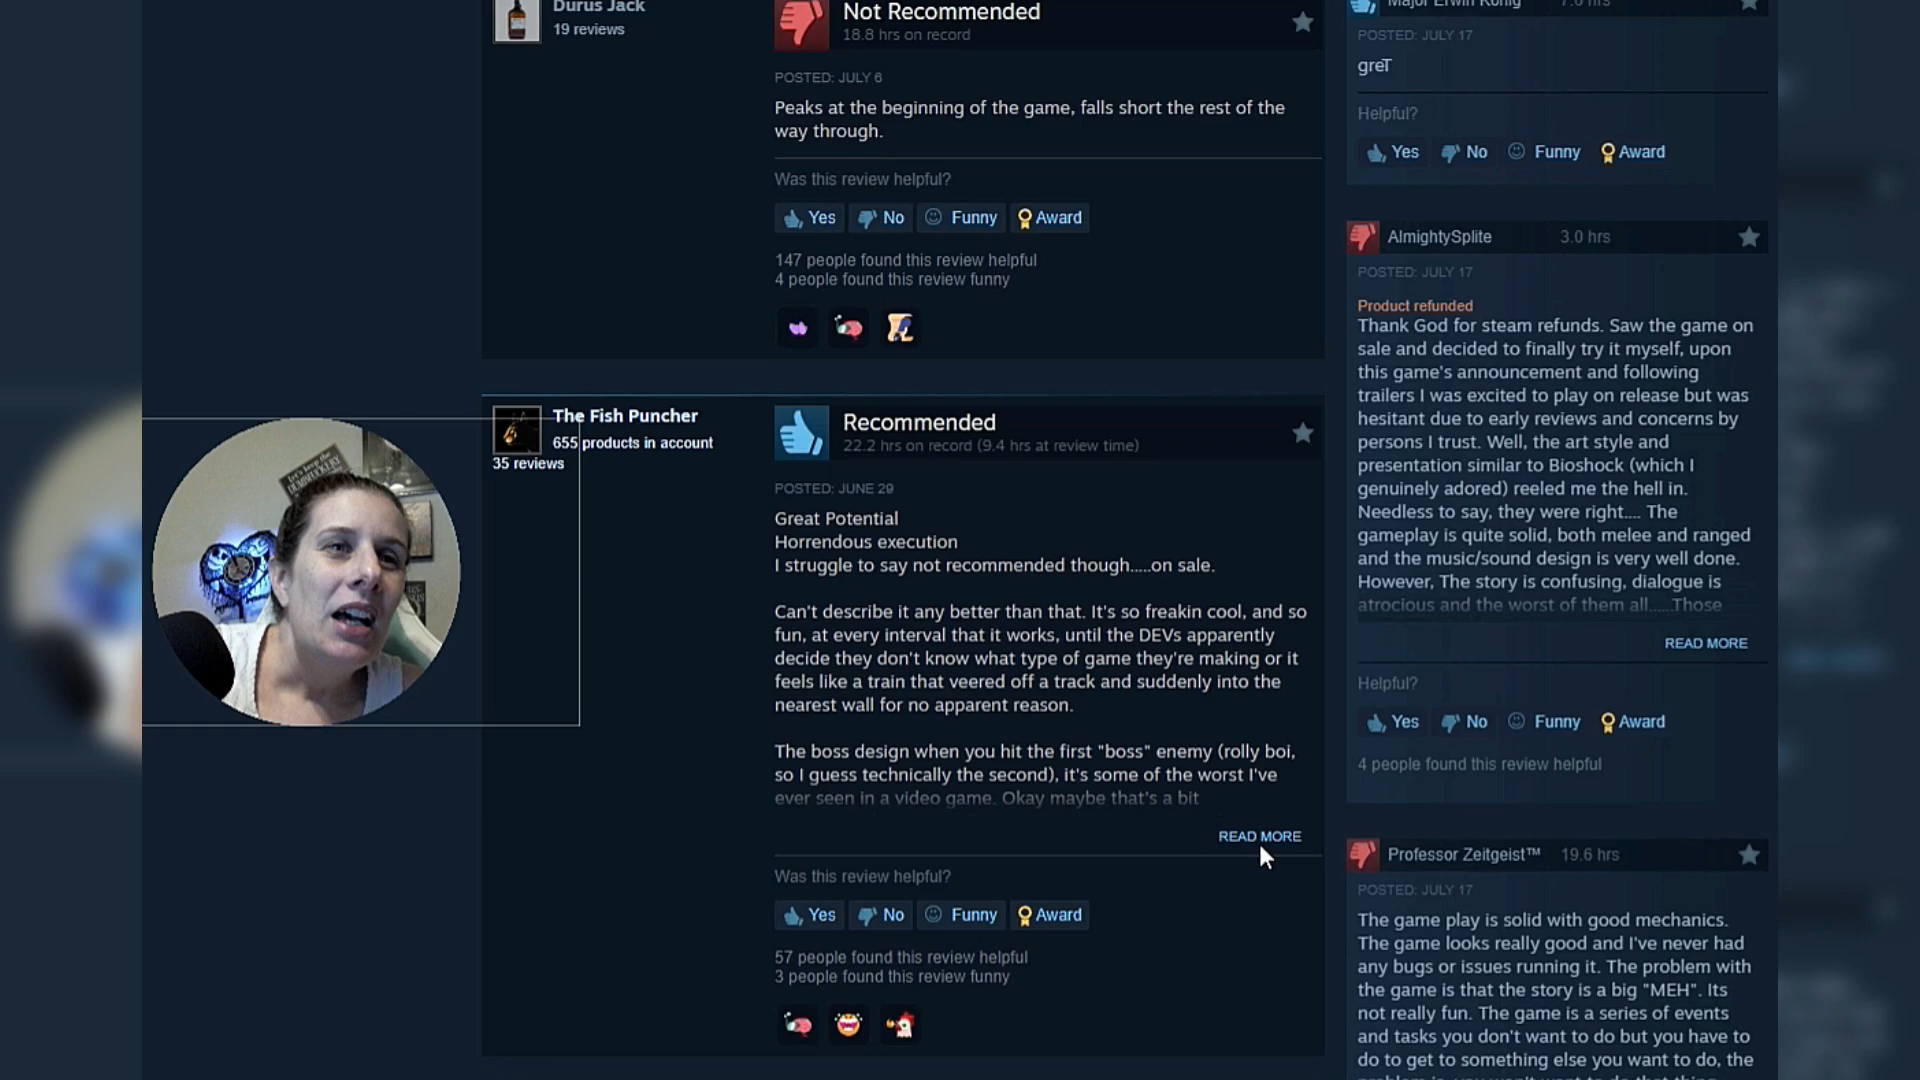 Durus Jack
19 reviews
Not Recommended
18.8 hrs on record
POSTED: JULY 6
Peaks at the beginning of the game, falls short the rest of the
way through.
Was this review helpful?
Yes
No
Funny
Award
147 people found this review helpful
4 people found this review funny
The Fish Puncher
655 products in account
35 reviews
Recommended
22.2 hrs on record (9.4 hrs at review time)
POSTED: JUNE 29
Great Potential
Horrendous execution
I struggle to say not recommended though.....on sale.
Can't describe it any better than that. It's so freakin cool, and so
fun, at every interval that it works, until the DEVs apparently
decide they don't know what type of game they're making or it
feels like a train that veered off a track and suddenly into the
nearest wall for no apparent reason.
The boss design when you hit the first "boss" enemy (rolly boi,
so I guess technically the second), it's some of the worst I've
ever seen in a video game. Okay maybe that's a bit
READ MORE
Was this review helpful?
Yes
No
Funny
Award
57 people found this review helpful
3 people found this review funny
Major Erwin König
7.6 hrs
POSTED: JULY 17
greT
Helpful?
Yes
No
Funny
Award
AlmightySplite
3.0 hrs
POSTED: JULY 17
Product refunded
Thank God for steam refunds. Saw the game on
sale and decided to finally try it myself, upon
this game's announcement and following
trailers I was excited to play on release but was
hesitant due to early reviews and concerns by
persons I trust. Well, the art style and
presentation similar to Bioshock (which I
genuinely adored) reeled me the hell in.
Needless to say, they were right.... The
gameplay is quite solid, both melee and ranged
and the music/sound design is very well done.
However, The story is confusing, dialogue is
atrocious and the worst of them all.....Those
READ MORE
Helpful?
Yes
No
Funny
Award
4 people found this review helpful
Professor Zeitgeist™
19.6 hrs
POSTED: JULY 17
The game play is solid with good mechanics.
The game looks really good and I've never had
any bugs or issues running it. The problem with
the game is that the story is a big "MEH". Its
not really fun. The game is a series of events
and tasks you don't want to do but you have to
do to get to something else you want to do, the